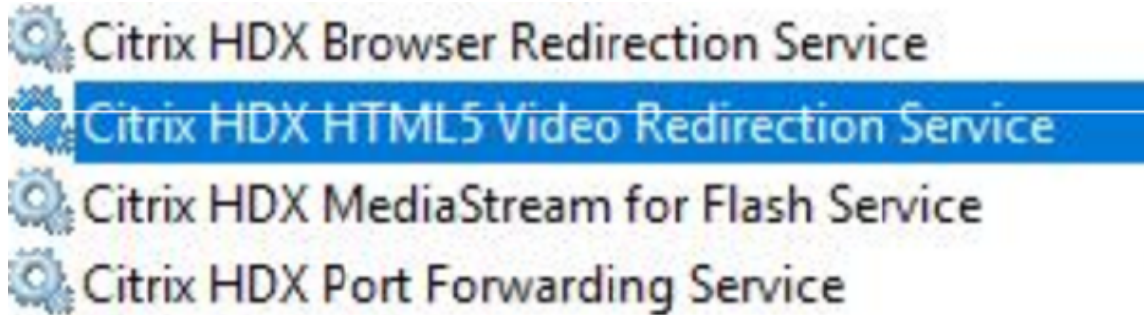 Citrix HDX Browser Redirection Service
Citrix HDX HTML5 Video Redirection Service
Citrix HDX MediaStream for Flash Service
Citrix HDX Port Forwarding Service